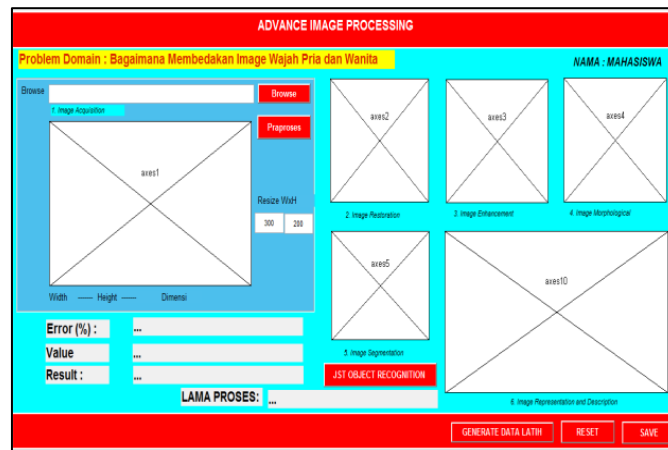 ADVANCE IMAGE PROCESSING
Problem Domain : Bagaimana Membedakan Image Wajah Pria dan Wanita
NAMA : MAHASISWA
Browse
Browse
1. Image Acquisition
Praproses
axes1
Resize WxH
300 200
Width ------ Height ------ Dimensi
axes2
axes3
axes4
2. Image Restoration
3. Image Enhancement
4. Image Morphological
axes5
axes10
5. Image Segmentation
6. Image Representation and Description
Error (%) : ...
Value ...
Result : ...
JST OBJECT RECOGNITION
LAMA PROSES: ...
GENERATE DATA LATIH
RESET
SAVE